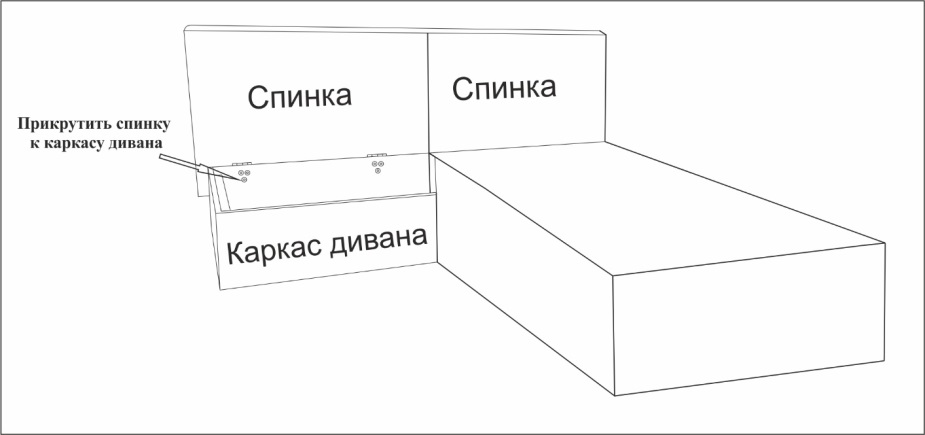 Спинка
Спинка
Прикрутить спинку
к каркасу дивана
Каркас дивана